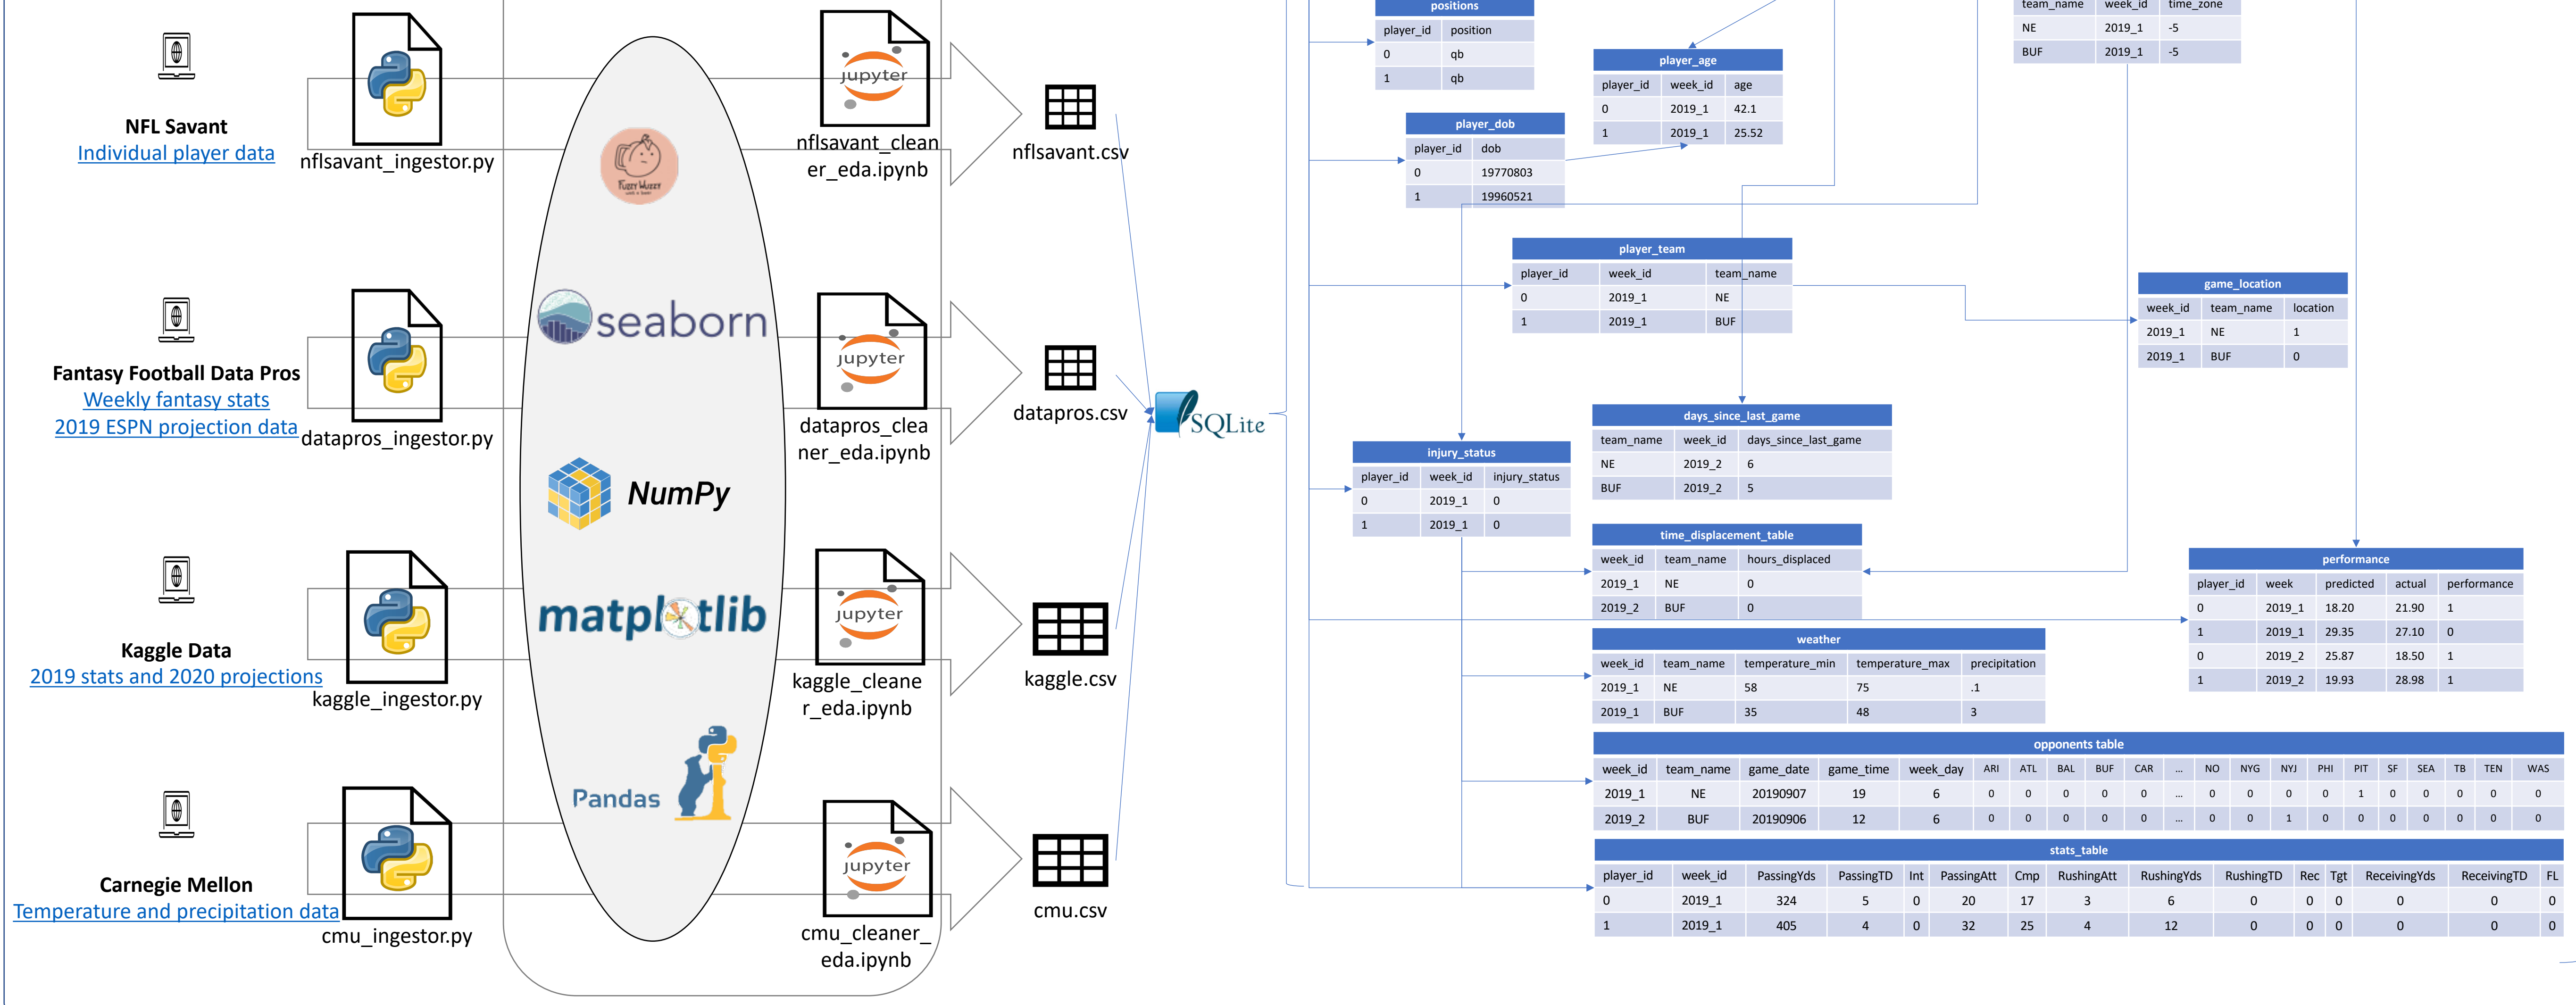 NFL Savant
Individual player data
nflsavant_ingestor.py
Fuzzy Wuzzy
jupyter
nflsavant_clean
er_eda.ipynb
nflsavant.csv
Fantasy Football Data Pros
Weekly fantasy stats
2019 ESPN projection data
datapros_ingestor.py
seaborn
jupyter
datapros_clea
ner_eda.ipynb
datapros.csv
NumPy
Kaggle Data
2019 stats and 2020 projections
kaggle_ingestor.py
matplotlib
jupyter
kaggle_cleane
r_eda.ipynb
kaggle.csv
Carnegie Mellon
Temperature and precipitation data
cmu_ingestor.py
Pandas
jupyter
cmu_cleaner_
eda.ipynb
cmu.csv
SQLite
positions
player_id position
0 qb
1 qb
player_age
player_id week_id age
0 2019_1 42.1
1 2019_1 25.52
team_name week_id time_zone
NE 2019_1 -5
BUF 2019_1 -5
player_dob
player_id dob
0 19770803
1 19960521
player_team
player_id week_id team_name
0 2019_1 NE
1 2019_1 BUF
game_location
week_id team_name location
2019_1 NE 1
2019_1 BUF 0
days_since_last_game
team_name week_id days_since_last_game
NE 2019_2 6
BUF 2019_2 5
injury_status
player_id week_id injury_status
0 2019_1 0
1 2019_1 0
time_displacement_table
week_id team_name hours_displaced
2019_1 NE 0
2019_2 BUF 0
performance
player_id week predicted actual performance
0 2019_1 18.20 21.90 1
1 2019_1 29.35 27.10 0
0 2019_2 25.87 18.50 1
1 2019_2 19.93 28.98 1
weather
week_id team_name temperature_min temperature_max precipitation
2019_1 NE 58 75 .1
2019_1 BUF 35 48 3
opponents table
week_id team_name game_date game_time week_day ARI ATL BAL BUF CAR ... NO NYG NYJ PHI PIT SF SEA TB TEN WAS
2019_1 NE 20190907 19 6 0 0 0 0 0 ... 0 0 0 0 1 0 0 0 0 0
2019_2 BUF 20190906 12 6 0 0 0 0 0 ... 0 0 1 0 0 0 0 0 0 0
stats_table
player_id week_id PassingYds PassingTD Int PassingAtt Cmp RushingAtt RushingYds RushingTD Rec Tgt ReceivingYds ReceivingTD FL
0 2019_1 324 5 0 20 17 3 6 0 0 0 0 0 0
1 2019_1 405 4 0 32 25 4 12 0 0 0 0 0 0